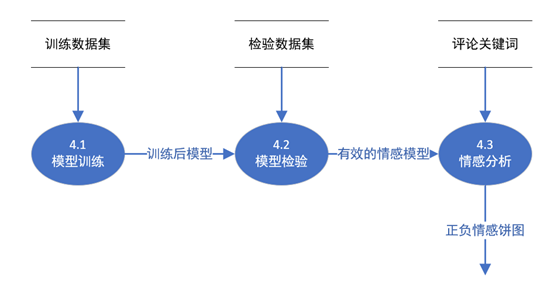 训练数据集
检验数据集
评论关键词
4.1
模型训练
训练后模型
4.2
模型检验
有效的情感模型
4.3
情感分析
正负情感饼图